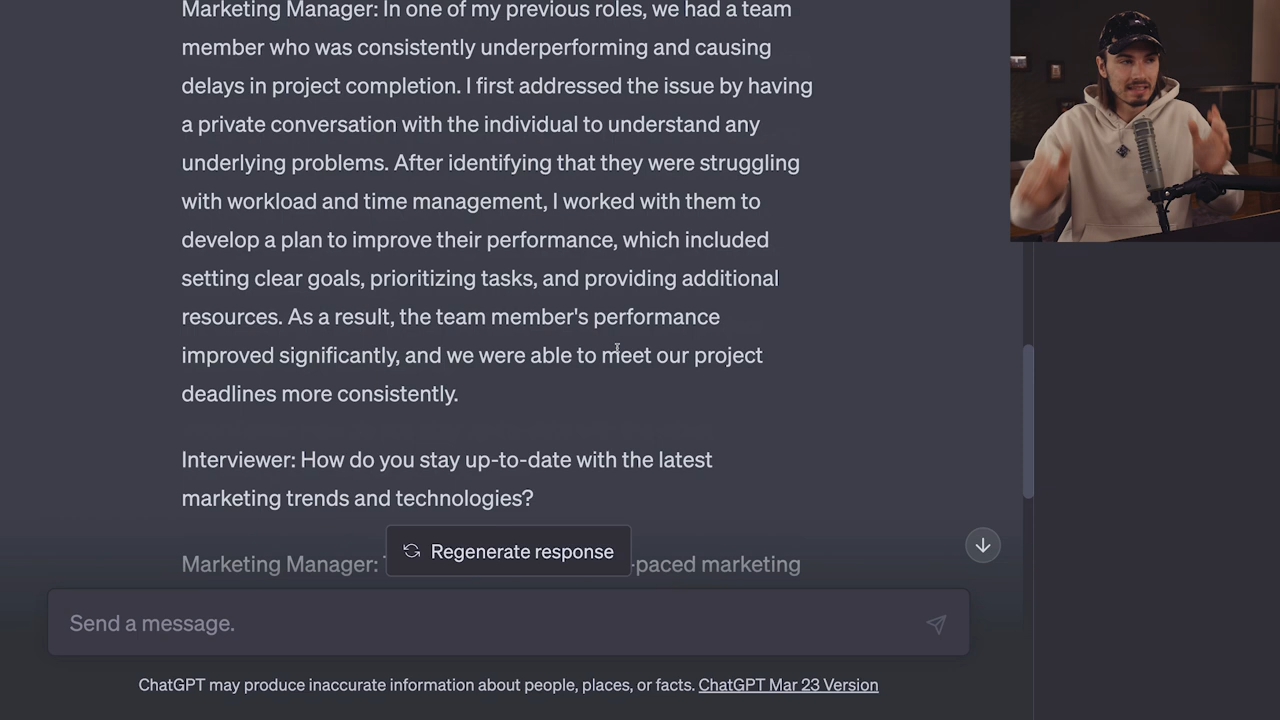 Marketing Manager: In one of my previous roles, we had a team
member who was consistently underperforming and causing
delays in project completion. I first addressed the issue by having
a private conversation with the individual to understand any
underlying problems. After identifying that they were struggling
with workload and time management, I worked with them to
develop a plan to improve their performance, which included
setting clear goals, prioritizing tasks, and providing additional
resources. As a result, the team member's performance
improved significantly, and we were able to meet our project
deadlines more consistently.
Interviewer: How do you stay up-to-date with the latest
marketing trends and technologies?
Marketing Manager: -paced marketing
Regenerate response
Send a message.
ChatGPT may produce inaccurate information about people, places, or facts. ChatGPT Mar 23 Version